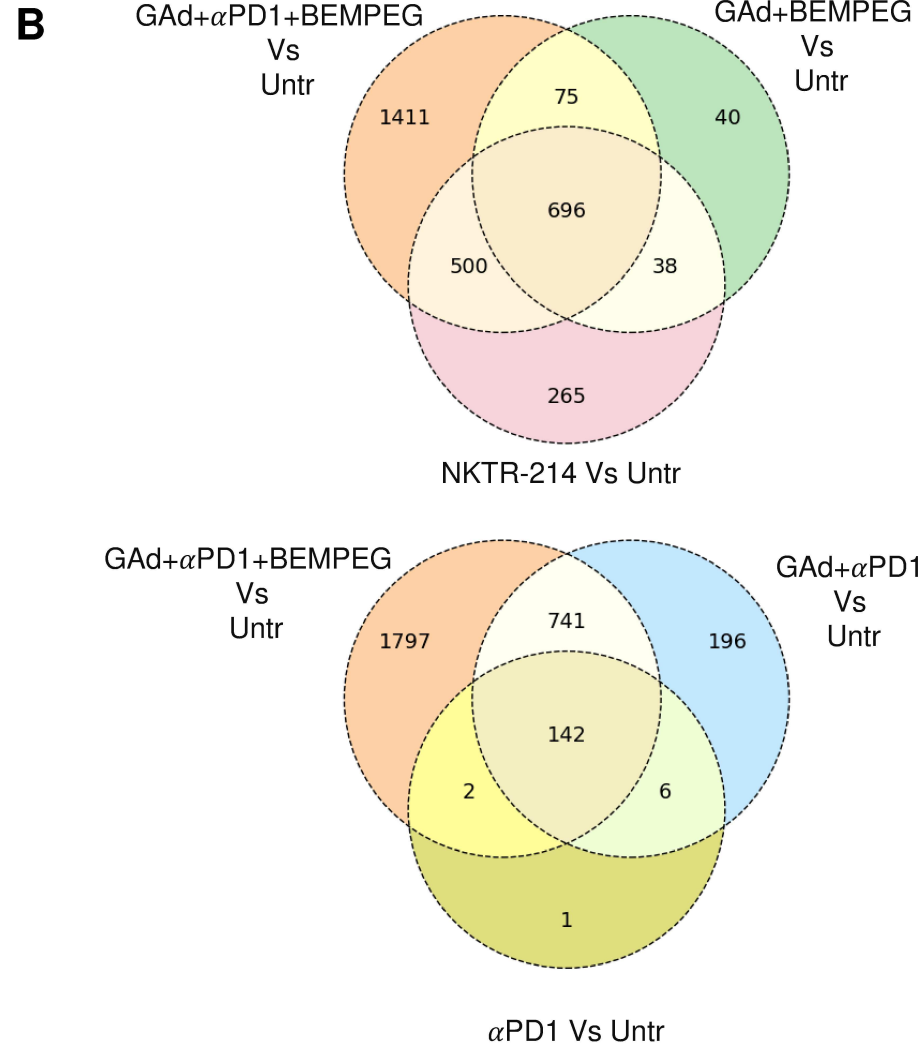 B
GAd+αPD1+BEMPEG
Vs
Untr
GAd+BEMPEG
Vs
Untr
1411
75
40
696
500
38
265
NKTR-214 Vs Untr
GAd+αPD1+BEMPEG
Vs
Untr
GAd+αPD1
Vs
Untr
1797
741
196
142
2
6
1
αPD1 Vs Untr